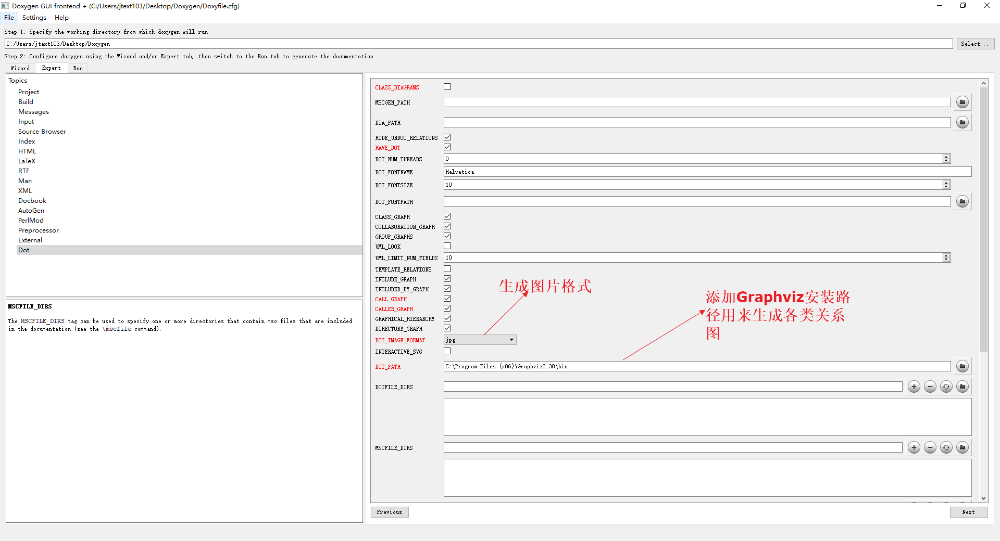 Doxygen GUI frontend + (C:/Users/jtext103/Desktop/Doxygen/Doxyfile.cfg)
File Settings Help
Step 1: Specify the working directory from which doxygen will run
C:/Users/jtext103/Desktop/Doxygen
Select...
Step 2: Configure doxygen using the Wizard and/or Expert tab, then switch to the Run tab to generate the documentation
Wizard Expert Run
Topics
Project
Build
Messages
Input
Source Browser
Index
HTML
LaTeX
RTF
Man
XML
Docbook
AutoGen
PerlMod
Preprocessor
External
Dot
MSCFILE_DIRS
The MSCFILE_DIRS tag can be used to specify one or more directories that contain msc files that are included
in the documentation (see the \mscfile command).
CLASS_DIAGRAMS
MSCGEN_PATH
DIA_PATH
HIDE_UNDOC_RELATIONS
HAVE_DOT
DOT_NUM_THREADS 0
DOT_FONTNAME Helvetica
DOT_FONTSIZE 10
DOT_FONTPATH
CLASS_GRAPH
COLLABORATION_GRAPH
GROUP_GRAPHS
UML_LOOK
UML_LIMIT_NUM_FIELDS 10
TEMPLATE_RELATIONS
INCLUDE_GRAPH
INCLUDED_BY_GRAPH
CALL_GRAPH
CALLER_GRAPH
GRAPHICAL_HIERARCHY
DIRECTORY_GRAPH
DOT_IMAGE_FORMAT jpg
INTERACTIVE_SVG
DOT_PATH C:\Program Files (x86)\Graphviz2.38\bin
DOTFILE_DIRS
MSCFILE_DIRS
生成图片格式
添加Graphviz安装路
径用来生成各类关系
图
Previous
Next